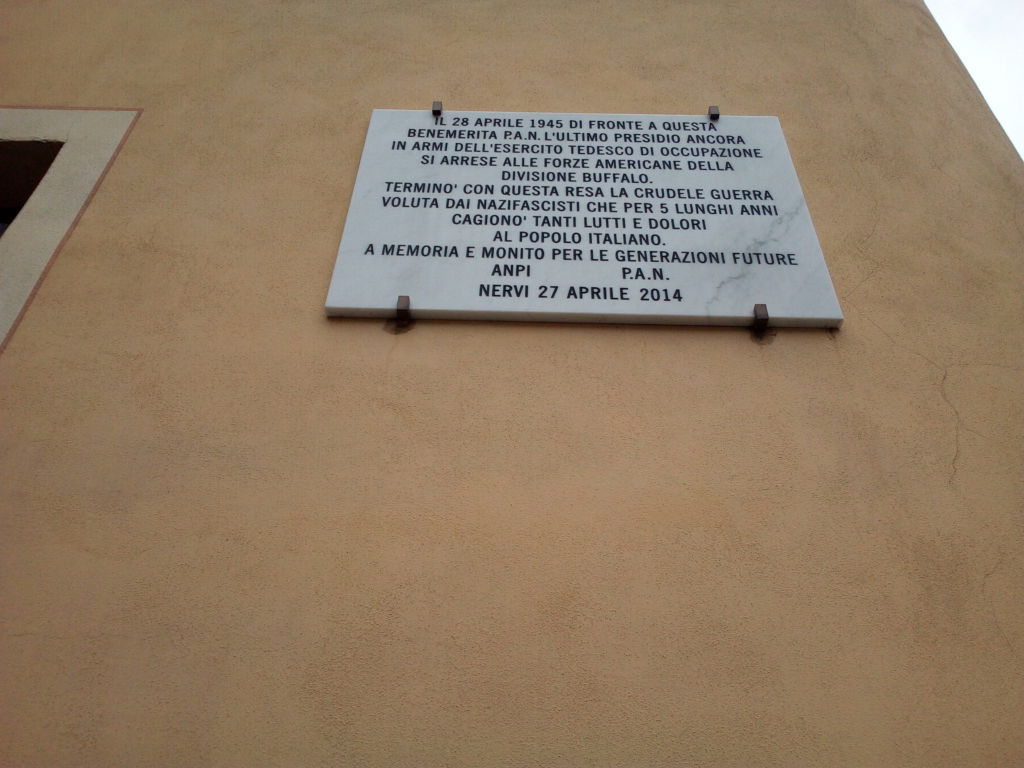 IL 28 APRILE 1945 DI FRONTE A QUESTA
BENEMERITA P.A.N. L'ULTIMO PRESIDIO ANCORA
IN ARMI DELL'ESERCITO TEDESCO DI OCCUPAZIONE
SI ARRESE ALLE FORZE AMERICANE DELLA
DIVISIONE BUFFALO.
TERMINO' CON QUESTA RESA LA CRUDELE GUERRA
VOLUTA DAI NAZIFASCISTI CHE PER 5 LUNGHI ANNI
CAGIONO' TANTI LUTTI E DOLORI
AL POPOLO ITALIANO.
A MEMORIA E MONITO PER LE GENERAZIONI FUTURE
ANPI P.A.N.
NERVI 27 APRILE 2014